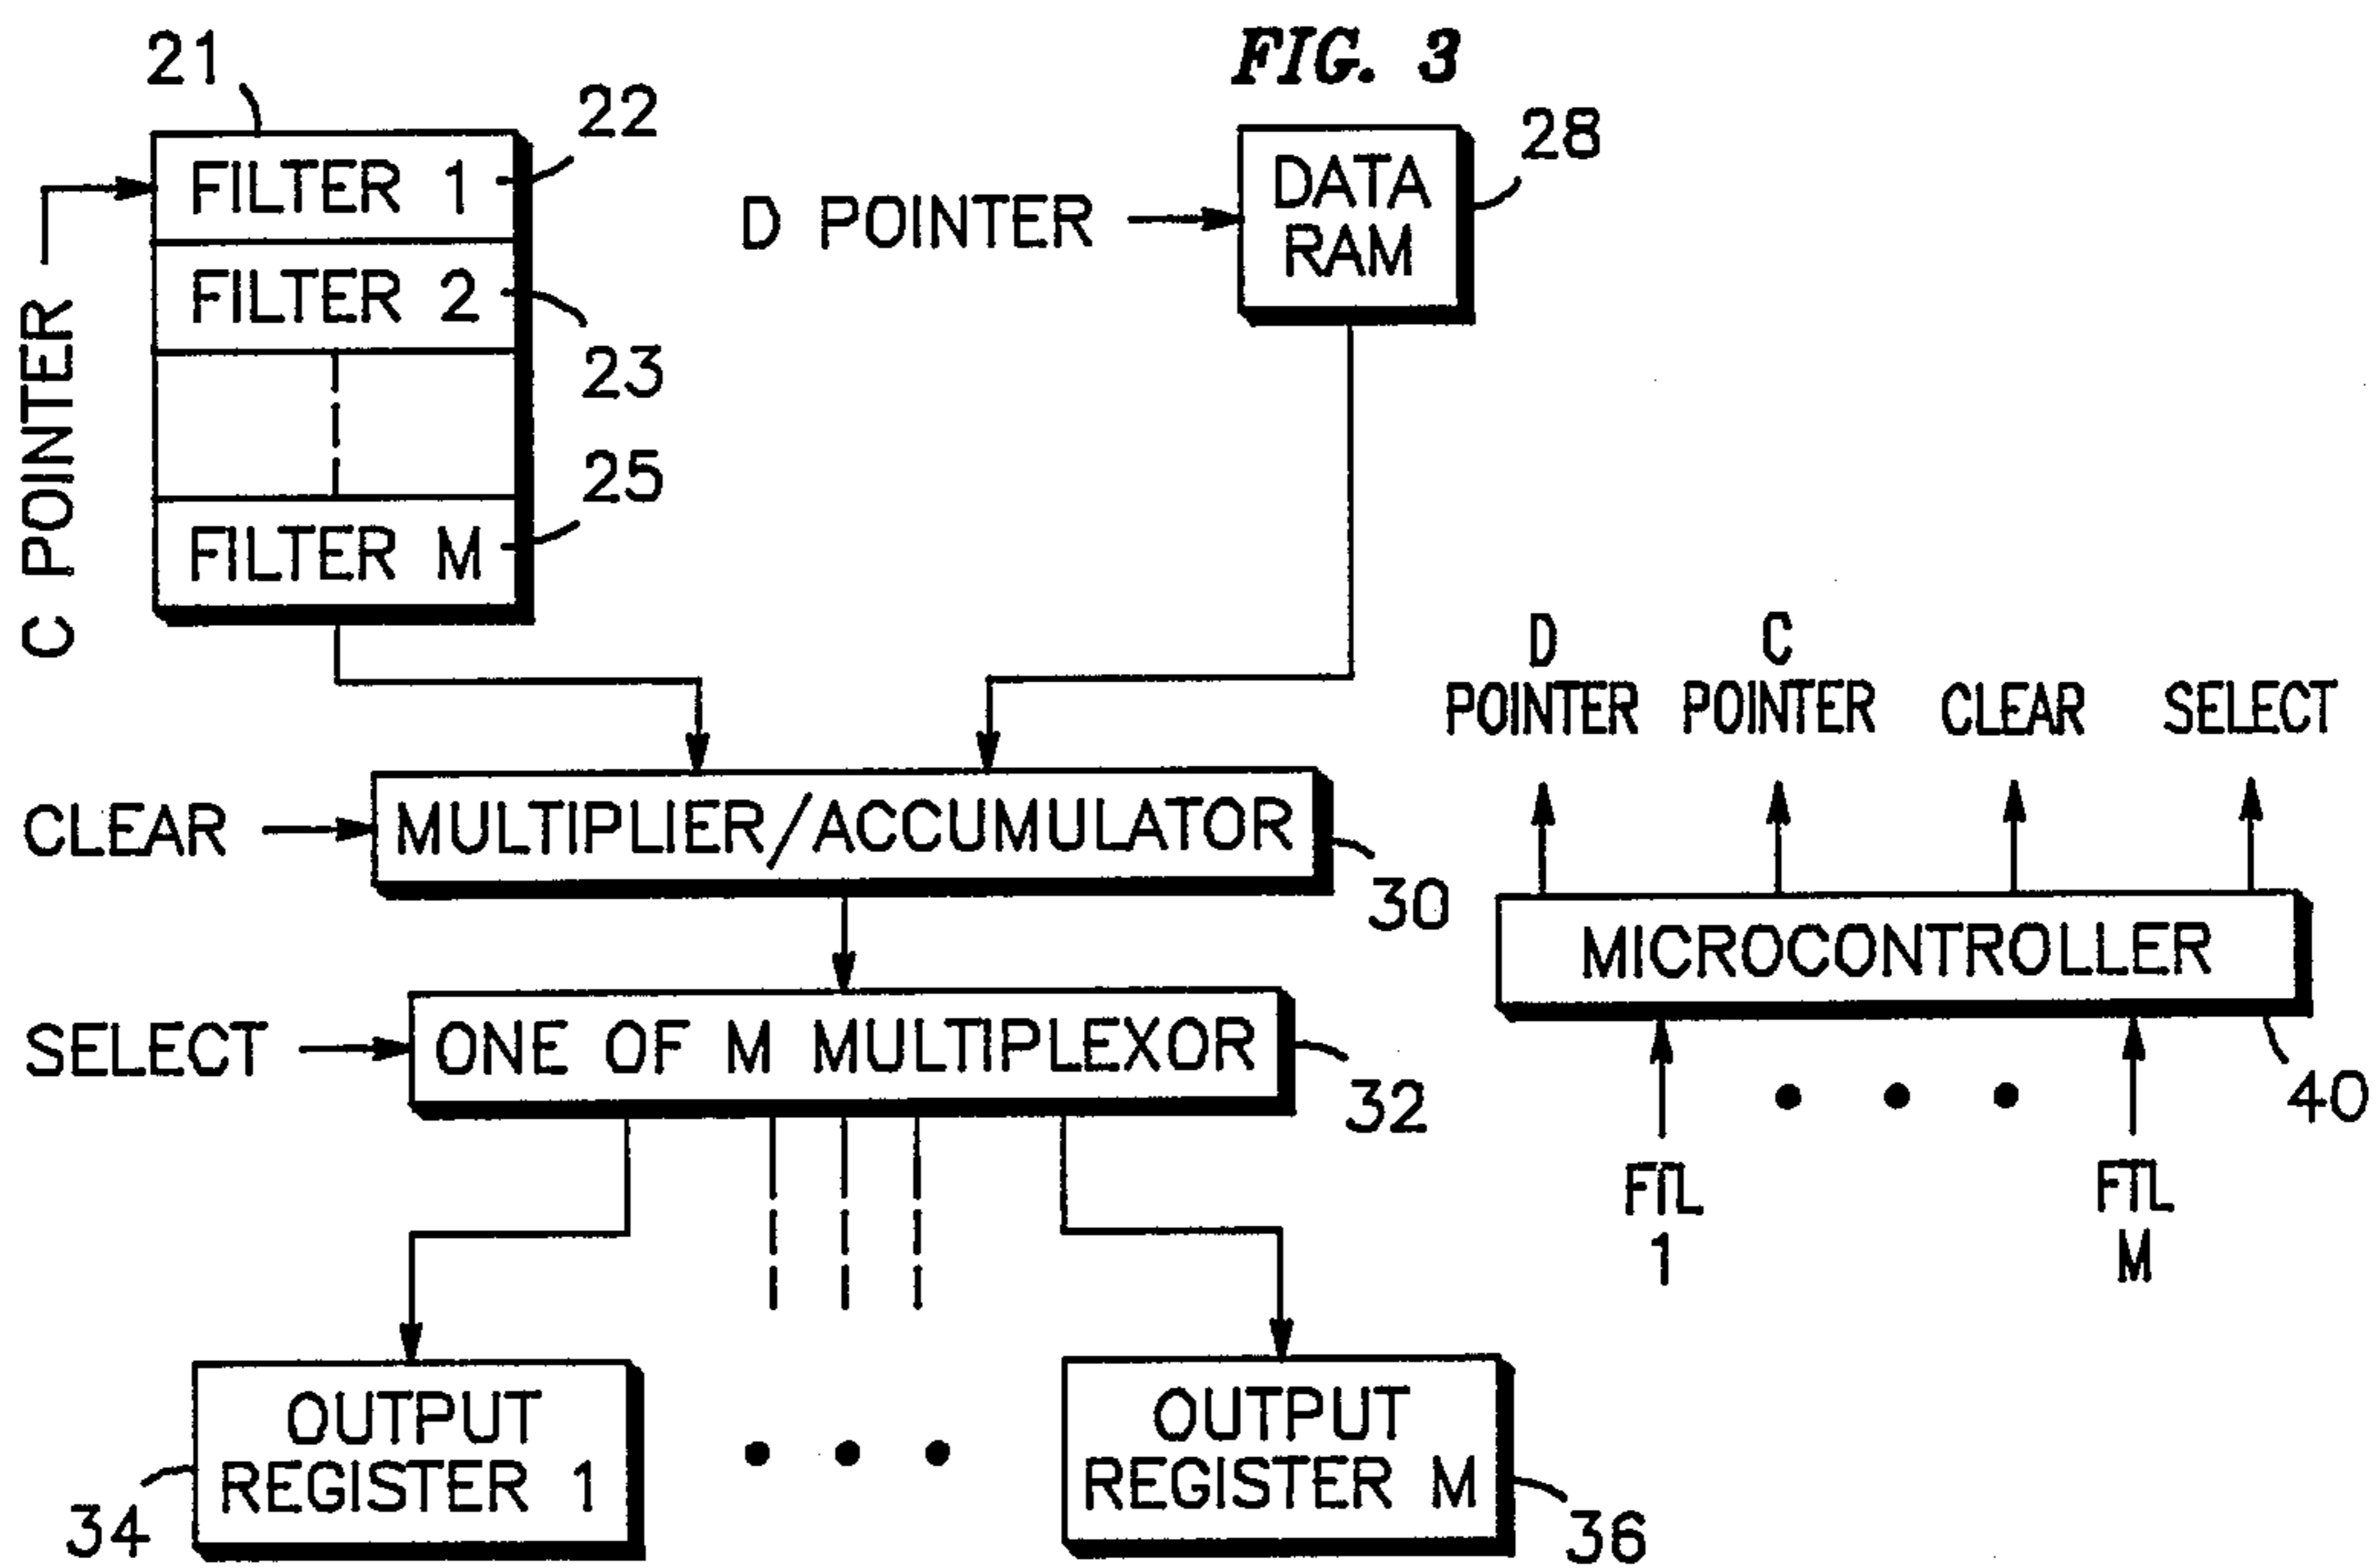 FIG. 3
21
22
FILTER 1
FILTER 2
23
25
FILTER M
C POINTER
D POINTER
DATA
RAM
28
D
POINTER
C
POINTER
CLEAR
SELECT
CLEAR
MULTIPLIER/ACCUMULATOR
30
MICROCONTROLLER
40
SELECT
ONE OF M MULTIPLEXOR
32
FIL
1
FIL
M
OUTPUT
REGISTER 1
34
OUTPUT
REGISTER M
36